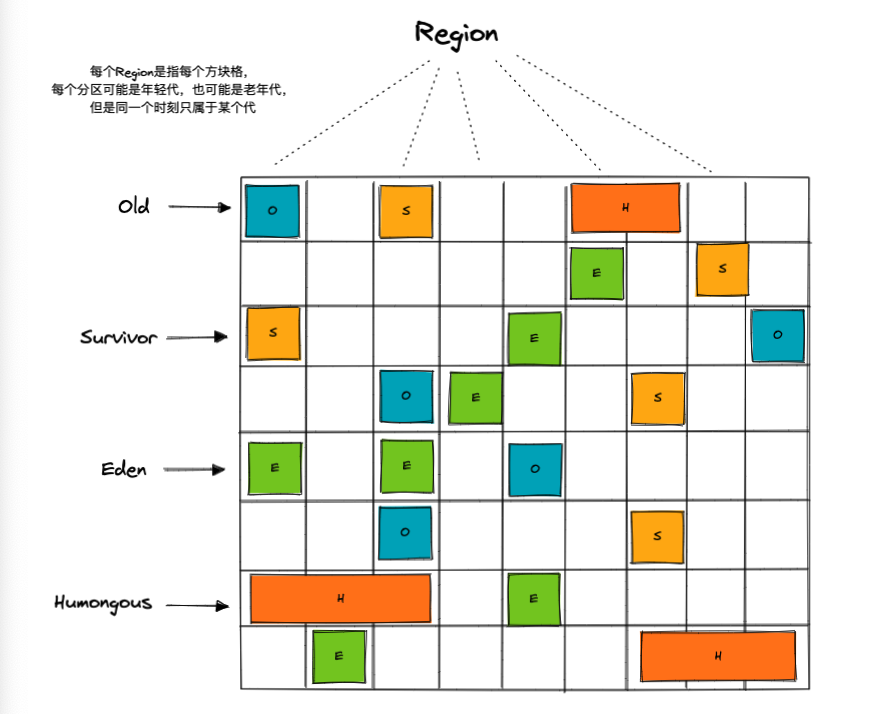 Region
每个Region是指每个方块格，
每个分区可能是年轻代，也可能是老年代，
但是同一个时刻只属于某个代
Old
O
S
H
E
S
Survivor
S
E
O
O
E
S
Eden
E
E
O
O
S
Humongous
H
E
E
H